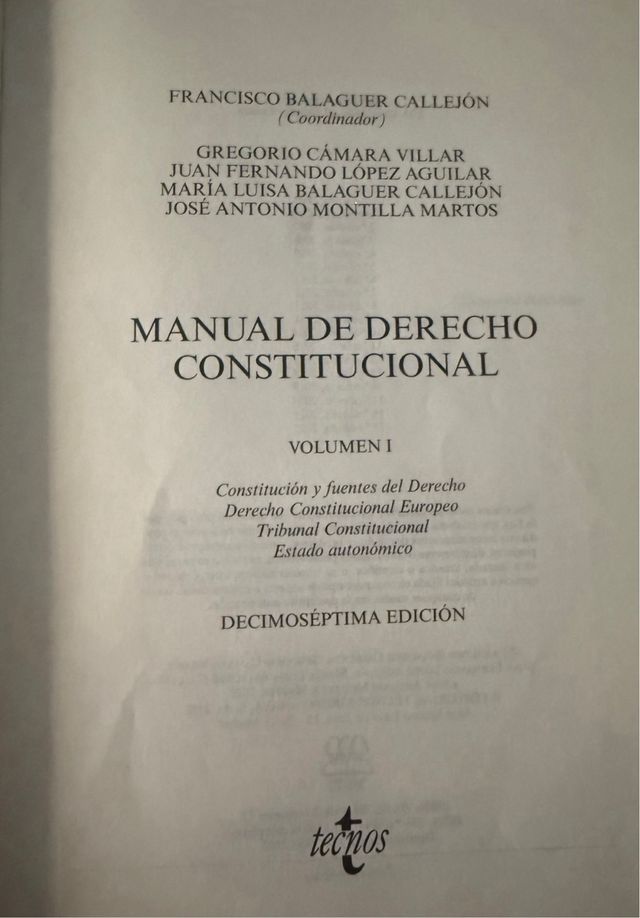 FRANCISCO BALAGUER CALLEJÓN
(Coordinador)
GREGORIO CÁMARA VILLAR
JUAN FERNANDO LÓPEZ AGUILAR
MARÍA LUISA BALAGUER CALLEJÓN
JOSÉ ANTONIO MONTILLA MARTOS
MANUAL DE DERECHO
CONSTITUCIONAL
VOLUMEN I
Constitución y fuentes del Derecho
Derecho Constitucional Europeo
Tribunal Constitucional
Estado autonómico
DECIMOSÉPTIMA EDICIÓN
tecnos